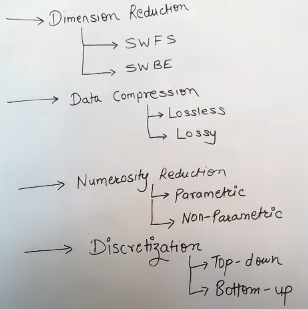 Dimension Reduction
SWFS
SWBE
Data Compression
Lossless
Lossy
Numerosity Reduction
Parametric
Non-Parametric
Discretization
Top-down
Bottom-up